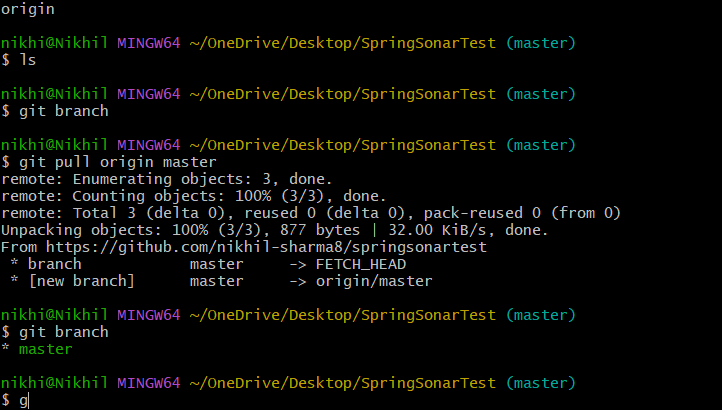 origin
nikhi@Nikhil MINGW64 ~/OneDrive/Desktop/SpringSonarTest (master)
$ ls
nikhi@Nikhil MINGW64 ~/OneDrive/Desktop/SpringSonarTest (master)
$ git branch
nikhi@Nikhil MINGW64 ~/OneDrive/Desktop/SpringSonarTest (master)
$ git pull origin master
remote: Enumerating objects: 3, done.
remote: Counting objects: 100% (3/3), done.
remote: Total 3 (delta 0), reused 0 (delta 0), pack-reused 0 (from 0)
Unpacking objects: 100% (3/3), 877 bytes | 32.00 KiB/s, done.
From https://github.com/nikhil-sharma8/springsonartest
 * branch            master     -> FETCH_HEAD
 * [new branch]      master     -> origin/master
nikhi@Nikhil MINGW64 ~/OneDrive/Desktop/SpringSonarTest (master)
$ git branch
* master
nikhi@Nikhil MINGW64 ~/OneDrive/Desktop/SpringSonarTest (master)
$ g